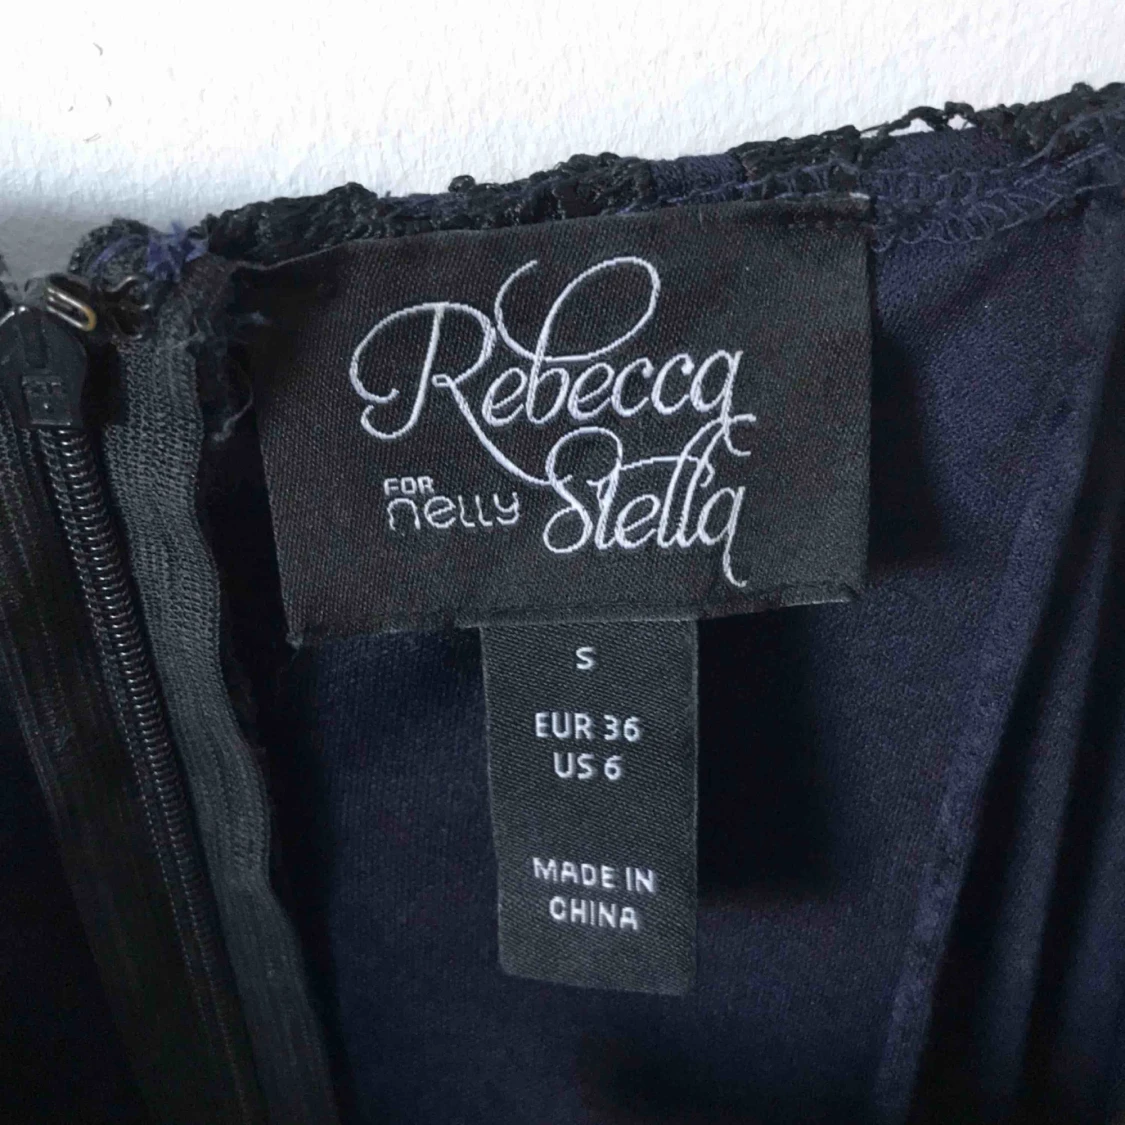 Rebecca
Stella
FOR
nelly
S
EUR 36
US 6
MADE IN
CHINA